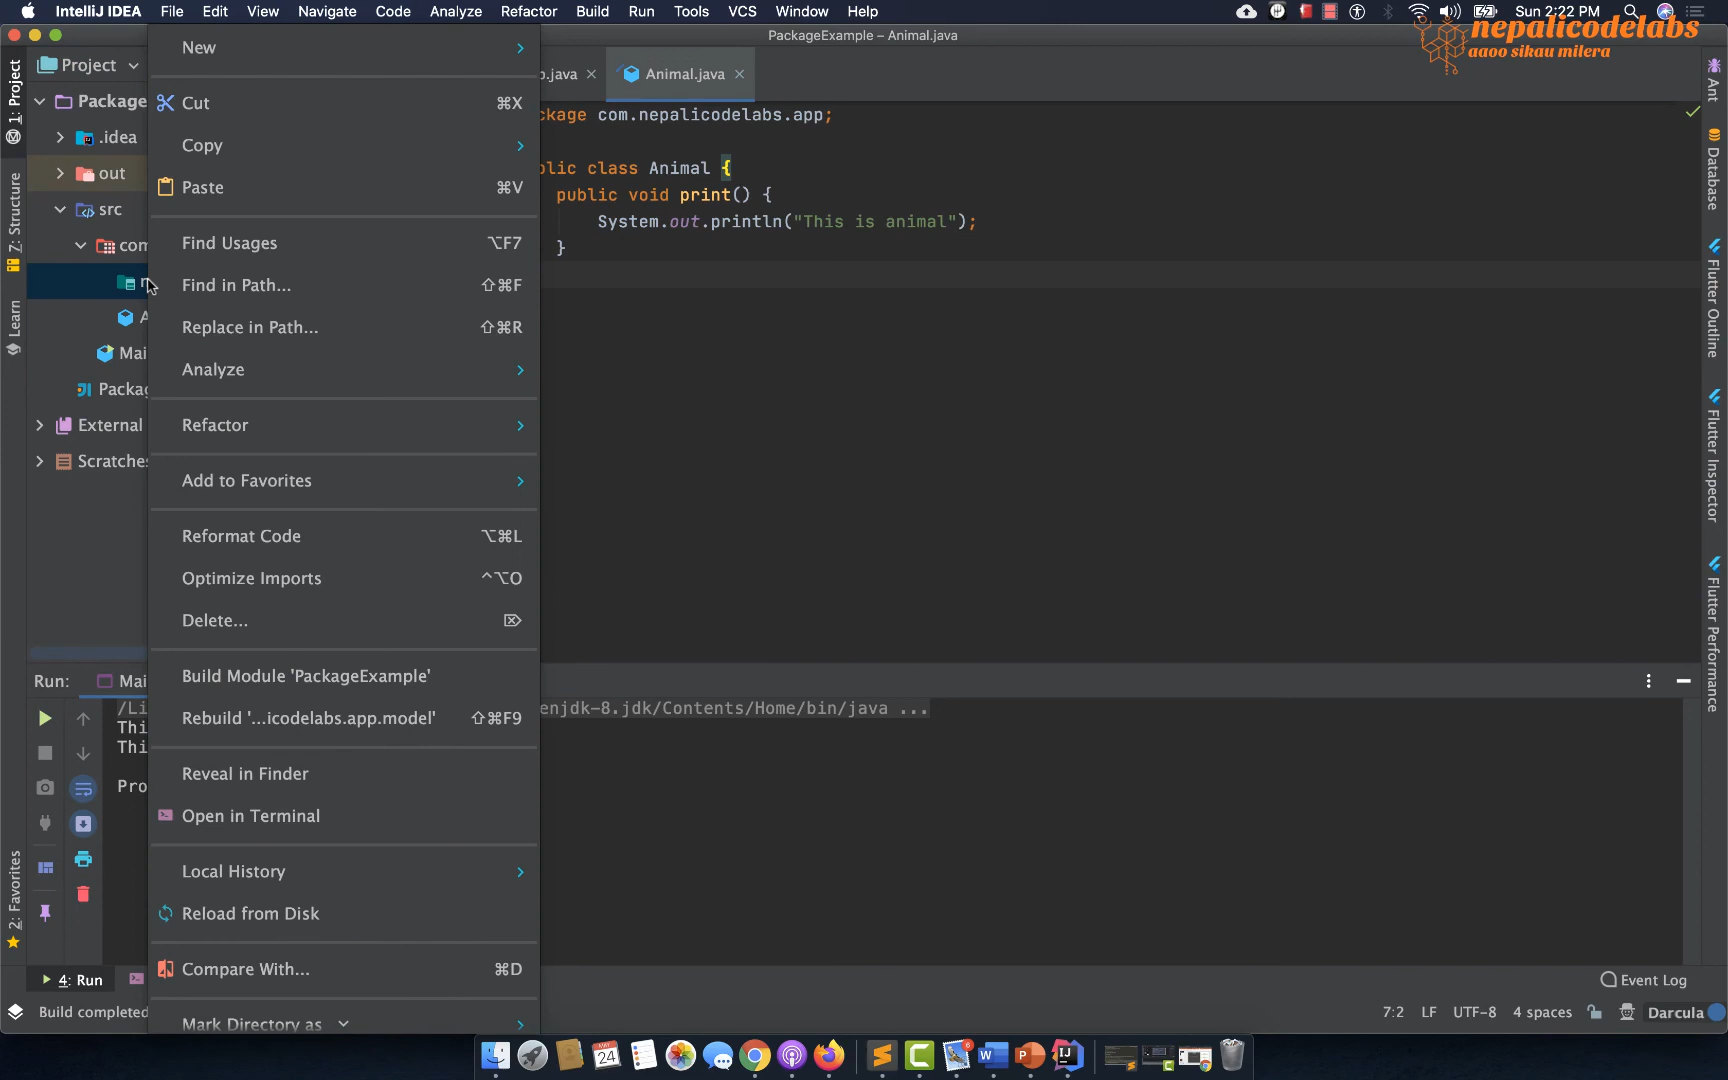 IntelliJ IDEA File Edit View Navigate Code Analyze Refactor Build Run Tools VCS Window Help Sun 2:22 PM
PackageExample – Animal.java
nepalicodelabs
aaoo sikau milera
Project
New
.java
Animal.java
1: Project
Z: Structure
Learn
2: Favorites
Package
.idea
out
src
com
Mai
Packag
External
Scratches
Cut ⌘X
Copy
Paste ⌘V
Find Usages ⌥F7
Find in Path... ⇧⌘F
Replace in Path... ⇧⌘R
Analyze
Refactor
Add to Favorites
Reformat Code ⌥⌘L
Optimize Imports ^⌥O
Delete... ⌦
Build Module 'PackageExample'
Rebuild '...icodelabs.app.model' ⇧⌘F9
Reveal in Finder
Open in Terminal
Local History
Reload from Disk
Compare With... ⌘D
Mark Directory as
ckage com.nepalicodelabs.app;
blic class Animal {
public void print() {
System.out.println("This is animal");
}
Ant
Database
Flutter Outline
Flutter Inspector
Flutter Performance
Run: Mai
/Li
enjdk-8.jdk/Contents/Home/bin/java ...
Thi
Thi
Pro
4: Run
Event Log
Build completed
7:2 LF UTF-8 4 spaces Darcula
MAY
24
6